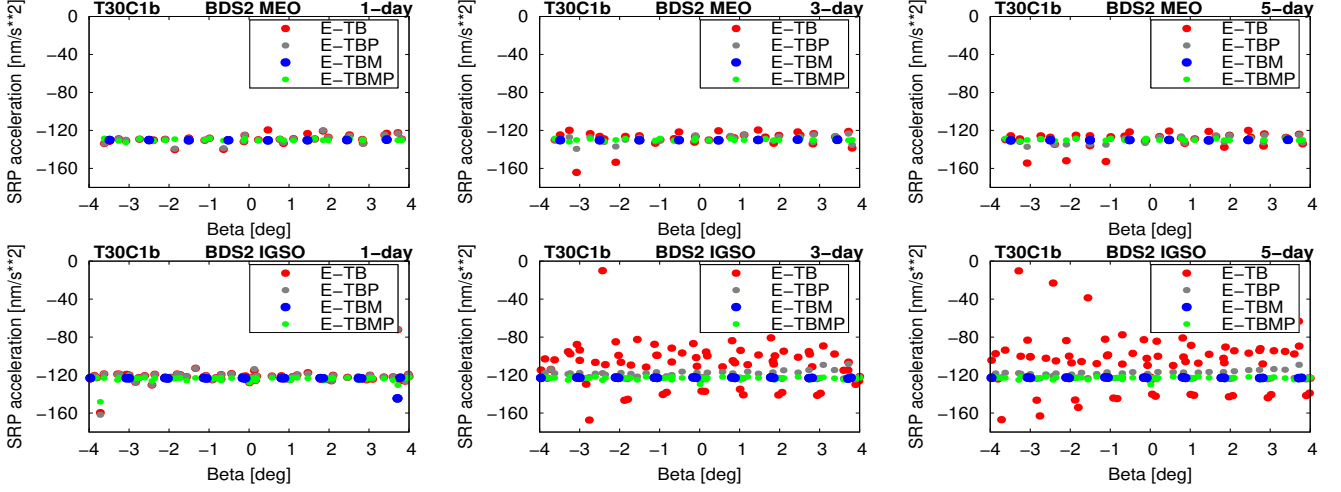 T30C1b BDS2 MEO 1-day
SRP acceleration [nm/s**2]
0
−40
−80
−120
−160
E−TB
E−TBP
E−TBM
E−TBMP
−4 −3 −2 −1 0 1 2 3 4
Beta [deg]
T30C1b BDS2 MEO 3-day
SRP acceleration [nm/s**2]
0
−40
−80
−120
−160
E−TB
E−TBP
E−TBM
E−TBMP
−4 −3 −2 −1 0 1 2 3 4
Beta [deg]
T30C1b BDS2 MEO 5-day
SRP acceleration [nm/s**2]
0
−40
−80
−120
−160
E−TB
E−TBP
E−TBM
E−TBMP
−4 −3 −2 −1 0 1 2 3 4
Beta [deg]
T30C1b BDS2 IGSO 1-day
SRP acceleration [nm/s**2]
0
−40
−80
−120
−160
E−TB
E−TBP
E−TBM
E−TBMP
−4 −3 −2 −1 0 1 2 3 4
Beta [deg]
T30C1b BDS2 IGSO 3-day
SRP acceleration [nm/s**2]
0
−40
−80
−120
−160
E−TB
E−TBP
E−TBM
E−TBMP
−4 −3 −2 −1 0 1 2 3 4
Beta [deg]
T30C1b BDS2 IGSO 5-day
SRP acceleration [nm/s**2]
0
−40
−80
−120
−160
E−TB
E−TBP
E−TBM
E−TBMP
−4 −3 −2 −1 0 1 2 3 4
Beta [deg]